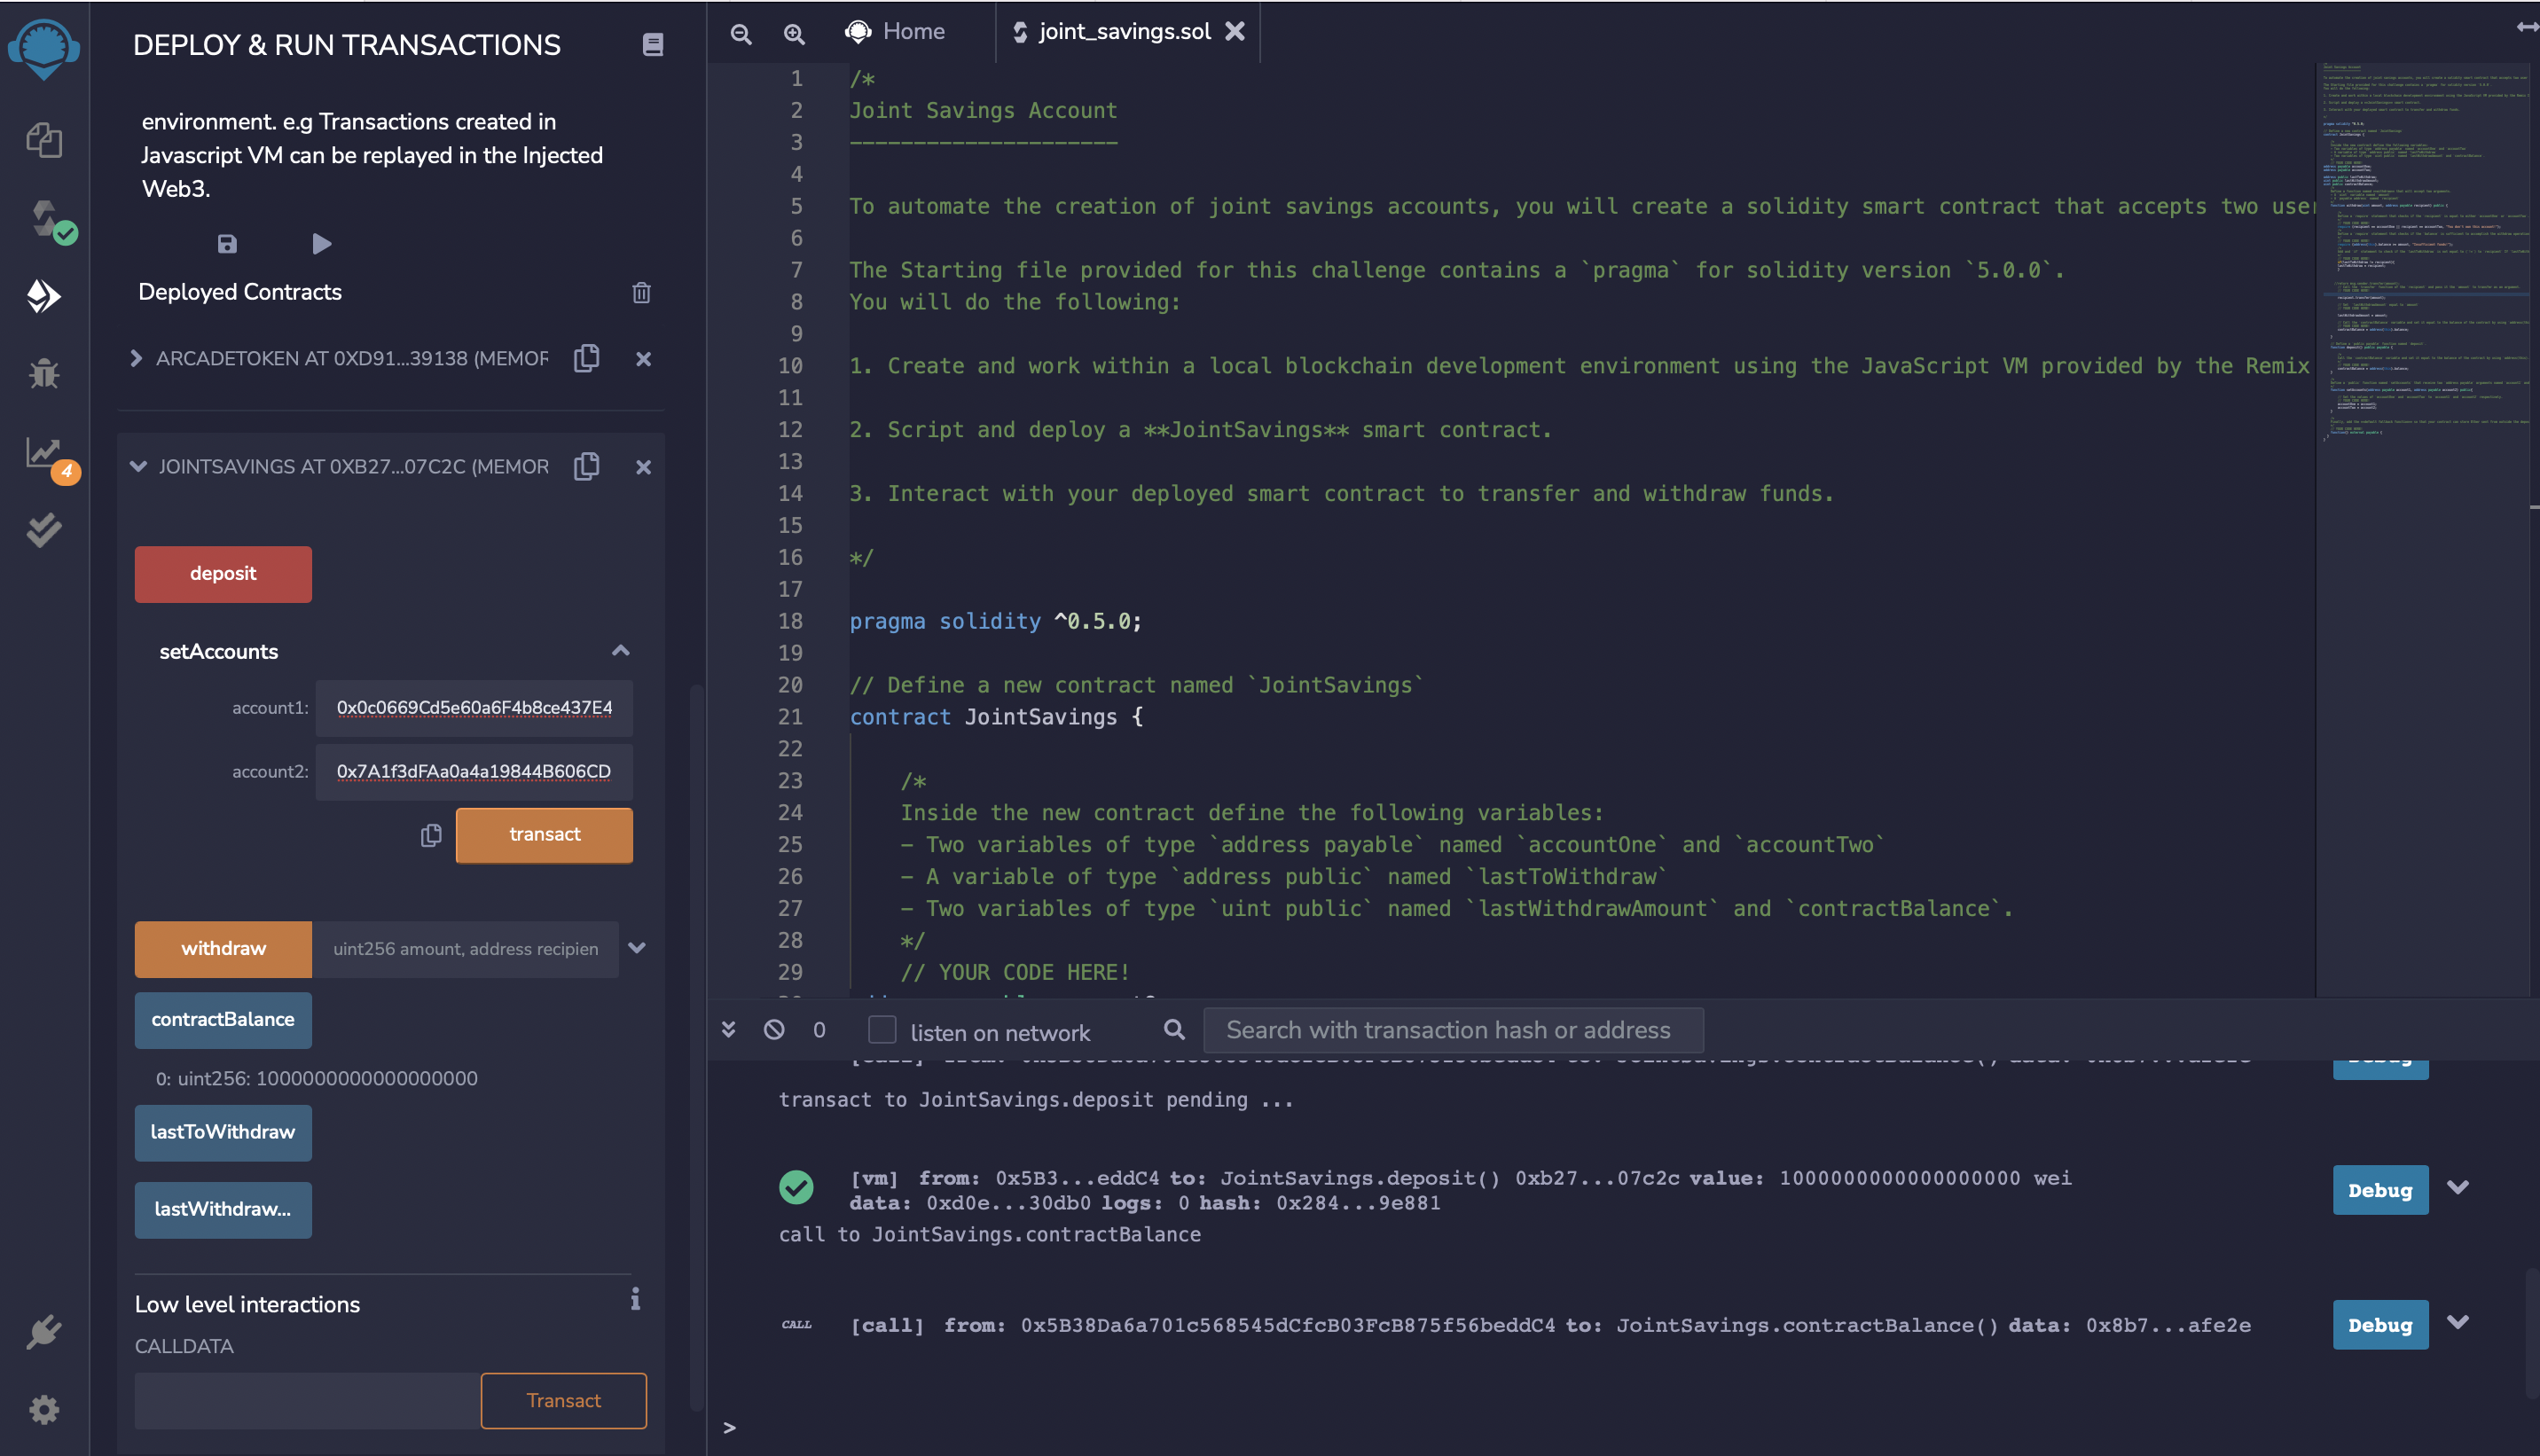 DEPLOY & RUN TRANSACTIONS
environment. e.g Transactions created in
Javascript VM can be replayed in the Injected
Web3.
Deployed Contracts
ARCADETOKEN AT 0XD91...39138 (MEMOR
JOINTSAVINGS AT 0XB27...07C2C (MEMOR
deposit
setAccounts
account1: 0x0c0669Cd5e60a6F4b8ce437E4
account2: 0x7A1f3dFAa0a4a19844B606CD
transact
withdraw uint256 amount, address recipien
contractBalance
0: uint256: 1000000000000000000
lastToWithdraw
lastWithdraw...
Low level interactions
CALLDATA
Transact
4
Home
joint_savings.sol
1 /*
2 Joint Savings Account
3 ---------------------
4
5 To automate the creation of joint savings accounts, you will create a solidity smart contract that accepts two user
6
7 The Starting file provided for this challenge contains a `pragma` for solidity version `5.0.0`.
8 You will do the following:
9
10 1. Create and work within a local blockchain development environment using the JavaScript VM provided by the Remix
11
12 2. Script and deploy a **JointSavings** smart contract.
13
14 3. Interact with your deployed smart contract to transfer and withdraw funds.
15
16 */
17
18 pragma solidity ^0.5.0;
19
20 // Define a new contract named `JointSavings`
21 contract JointSavings {
22
23 /*
24 Inside the new contract define the following variables:
25 - Two variables of type `address payable` named `accountOne` and `accountTwo`
26 - A variable of type `address public` named `lastToWithdraw`
27 - Two variables of type `uint public` named `lastWithdrawAmount` and `contractBalance`.
28 */
29 // YOUR CODE HERE!
0 listen on network Search with transaction hash or address
transact to JointSavings.deposit pending ...
[vm] from: 0x5B3...eddC4 to: JointSavings.deposit() 0xb27...07c2c value: 1000000000000000000 wei
data: 0xd0e...30db0 logs: 0 hash: 0x284...9e881
Debug
call to JointSavings.contractBalance
CALL [call] from: 0x5B38Da6a701c568545dCfcB03FcB875f56beddC4 to: JointSavings.contractBalance() data: 0x8b7...afe2e
Debug
>